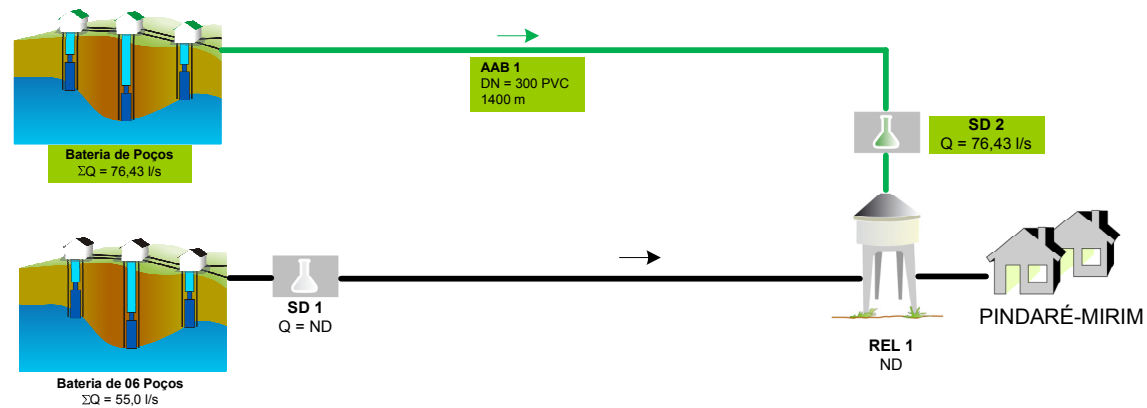 AAB 1
DN = 300 PVC
1400 m
SD 2
Q = 76,43 l/s
Bateria de Poços
ΣQ = 76,43 l/s
SD 1
Q = ND
PINDARÉ-MIRIM
REL 1
ND
Bateria de 06 Poços
ΣQ = 55,0 l/s